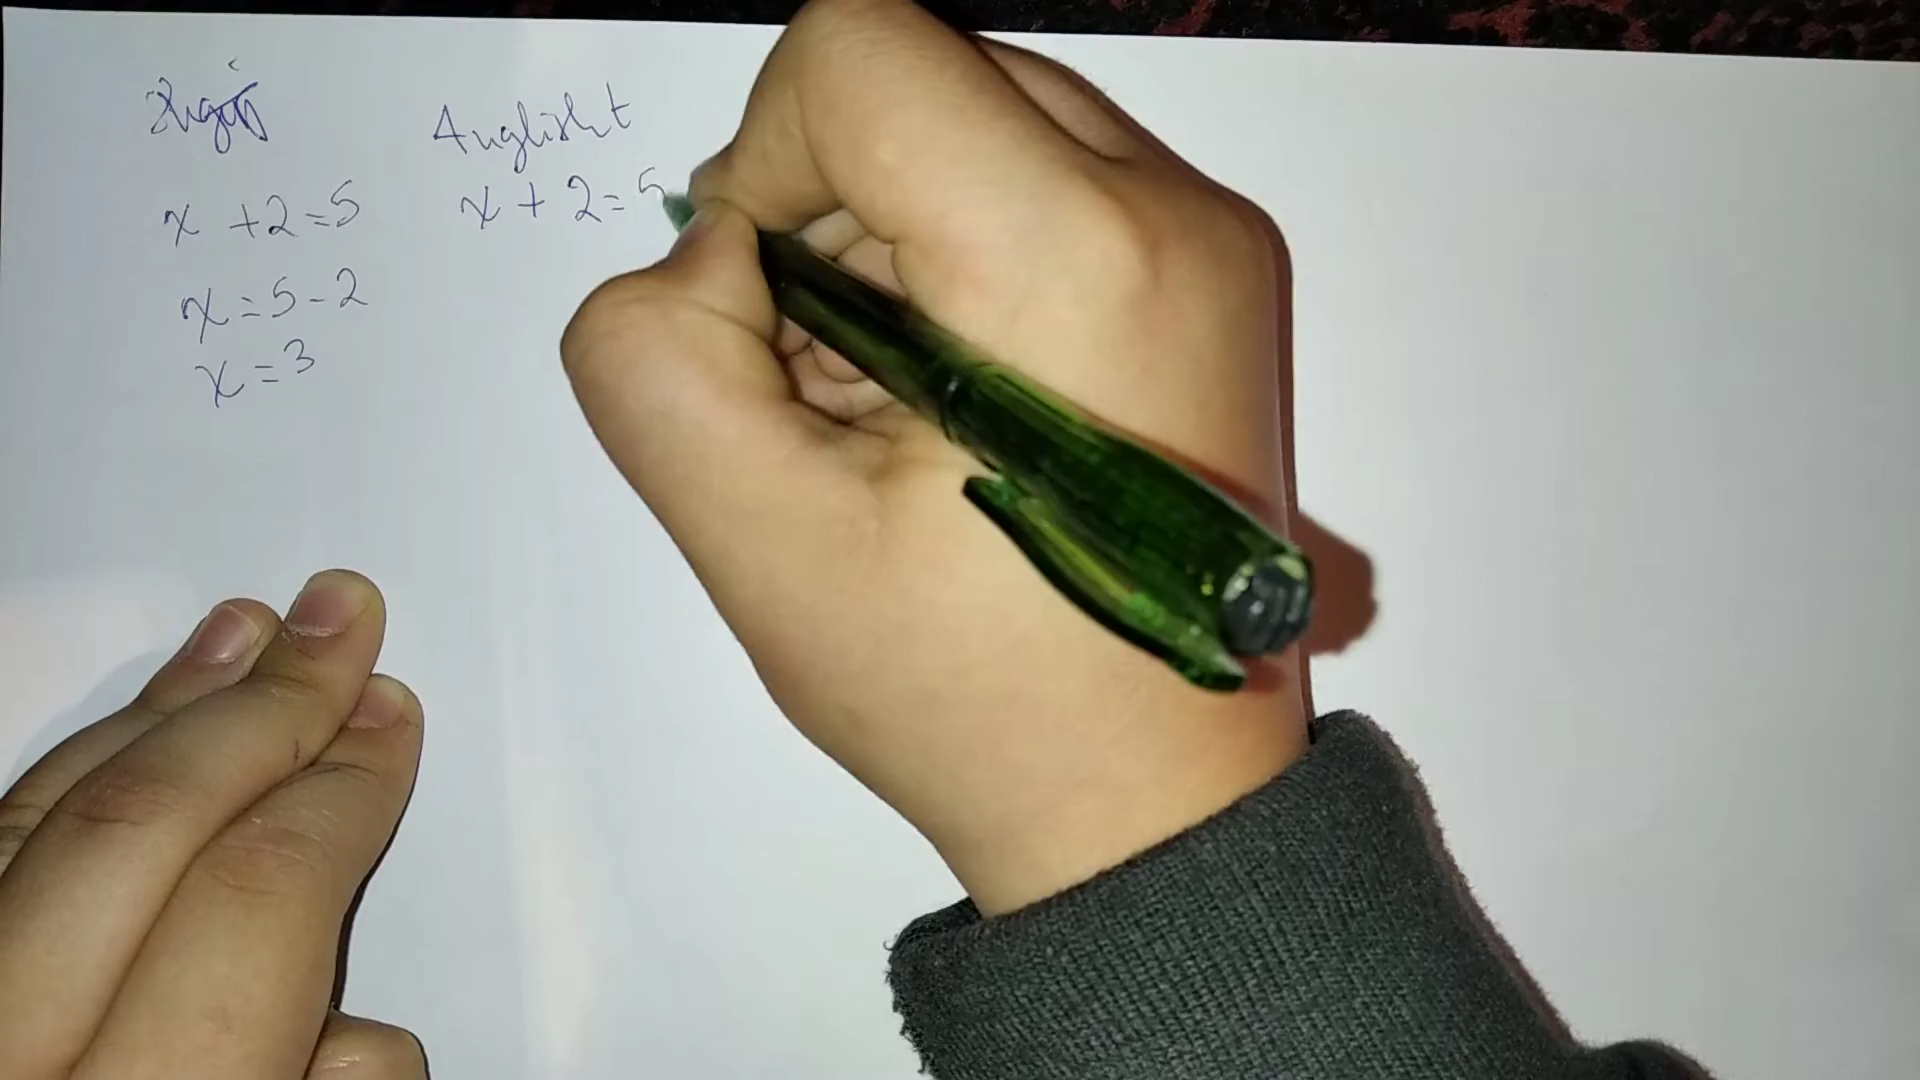 Anglisht
x + 2 = 5
x = 5 - 2
x = 3
x + 2 = 5